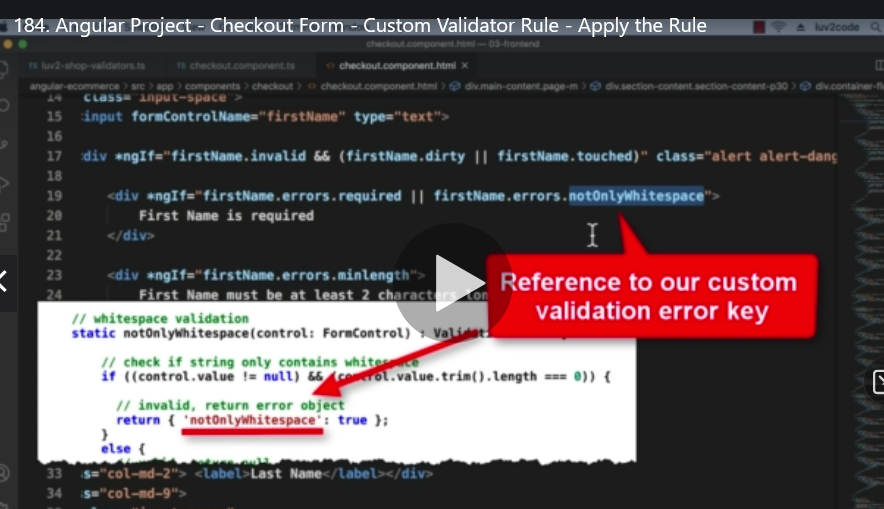 184. Angular Project - Checkout Form - Custom Validator Rule - Apply the Rule
luv2code
checkout.component.html — 03-frontend
TS luv2-shop-validators.ts TS checkout.component.ts <> checkout.component.html ×
angular-ecommerce > src > app > components > checkout > <> checkout.component.html > div.main-content.page-m > div.section-content.section-content-p30 > div.container-fl
14 class="input-space">
15 :input formControlName="firstName" type="text">
16
17 :div *ngIf="firstName.invalid && (firstName.dirty || firstName.touched)" class="alert alert-dang
18
19 <div *ngIf="firstName.errors.required || firstName.errors.notOnlyWhitespace">
20 First Name is required
21 </div>
22
23 <div *ngIf="firstName.errors.minlength">
24 First Name must be at least 2 characters lon
Reference to our custom
validation error key
// whitespace validation
static notOnlyWhitespace(control: FormControl) : Validat
// check if string only contains whitespace
if ((control.value != null) && (control.value.trim().length === 0)) {
// invalid, return error object
return { 'notOnlyWhitespace': true };
}
else {
33 s="col-md-2"> <label>Last Name</label></div>
34 s="col-md-9">